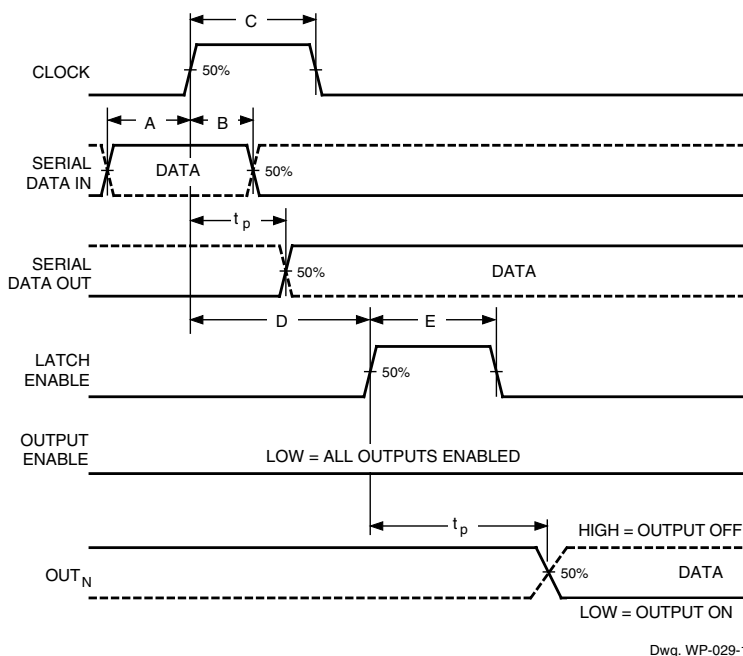 C
CLOCK
50%
A
B
SERIAL
DATA IN
DATA
50%
t p
SERIAL
DATA OUT
50%
DATA
D
E
LATCH
ENABLE
50%
OUTPUT
ENABLE
LOW = ALL OUTPUTS ENABLED
t p
HIGH = OUTPUT OFF
OUT N
50%
DATA
LOW = OUTPUT ON
Dwg. WP-029-1